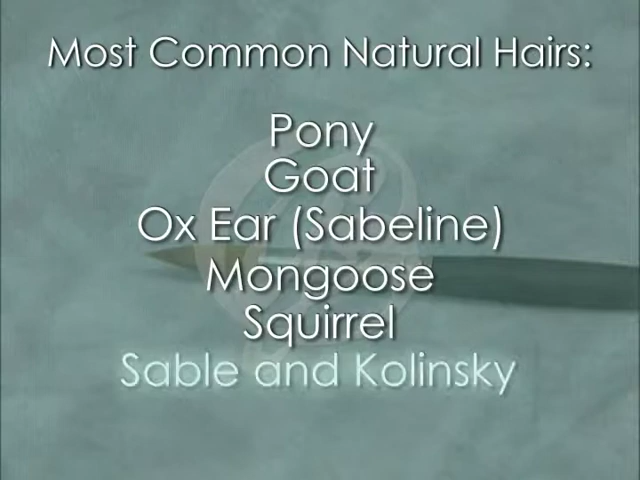 Most Common Natural Hairs:
Pony
Goat
Ox Ear (Sabeline)
Mongoose
Squirrel
Sable and Kolinsky